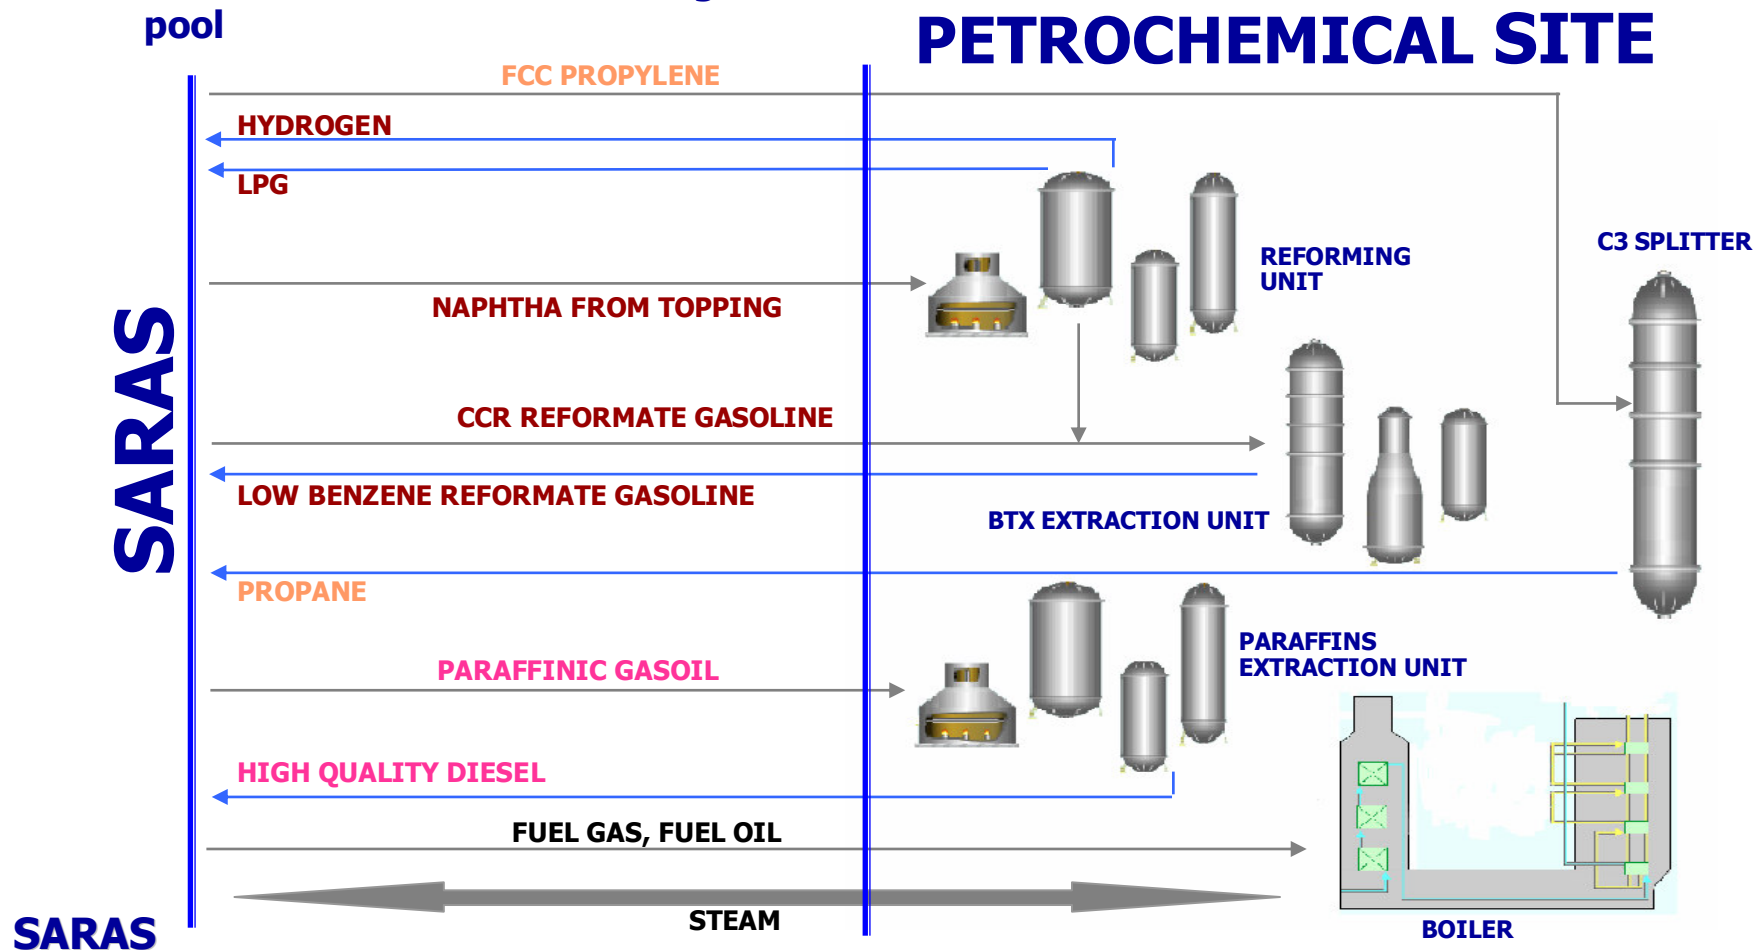 pool
PETROCHEMICAL SITE
FCC PROPYLENE
HYDROGEN
LPG
C3 SPLITTER
REFORMING
UNIT
NAPHTHA FROM TOPPING
SARAS
CCR REFORMATE GASOLINE
LOW BENZENE REFORMATE GASOLINE
BTX EXTRACTION UNIT
PROPANE
PARAFFINS
EXTRACTION UNIT
PARAFFINIC GASOIL
HIGH QUALITY DIESEL
FUEL GAS, FUEL OIL
STEAM
BOILER
SARAS